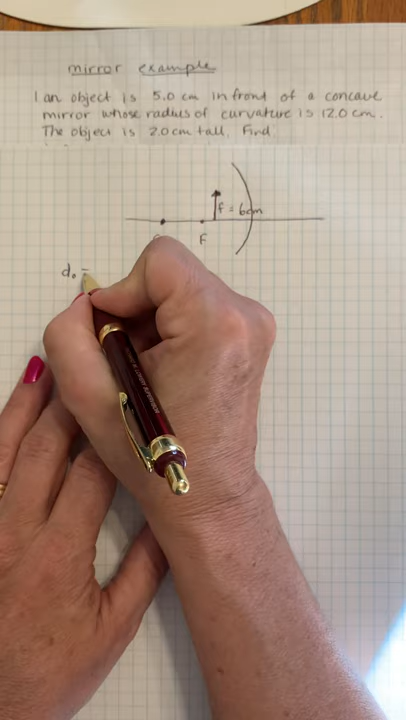 mirror example
1 an object is 5.0 cm in front of a concave
mirror whose radius of curvature is 12.0 cm.
The object is 2.0 cm tall. Find
f = 6cm
F
d₀ =